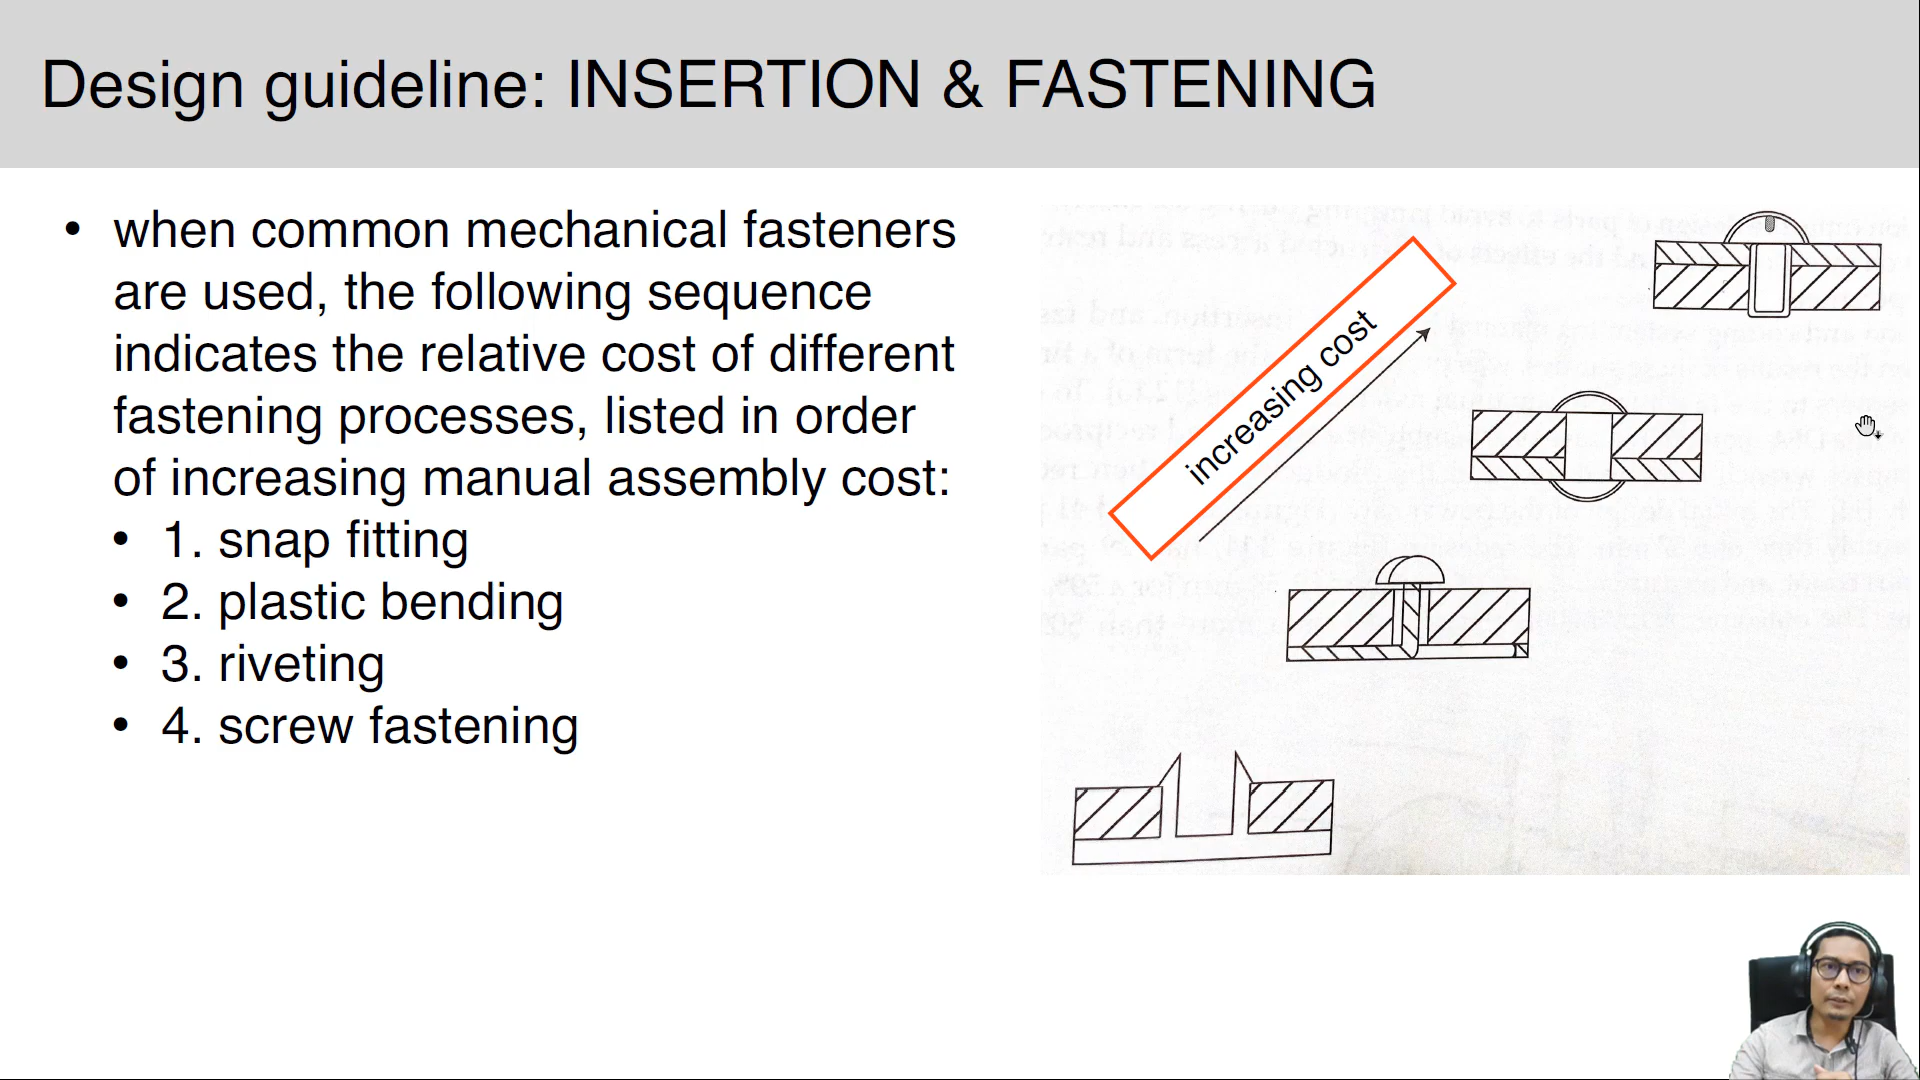 Design guideline: INSERTION & FASTENING
• when common mechanical fasteners
are used, the following sequence
indicates the relative cost of different
fastening processes, listed in order
of increasing manual assembly cost:
• 1. snap fitting
• 2. plastic bending
• 3. riveting
• 4. screw fastening
increasing cost